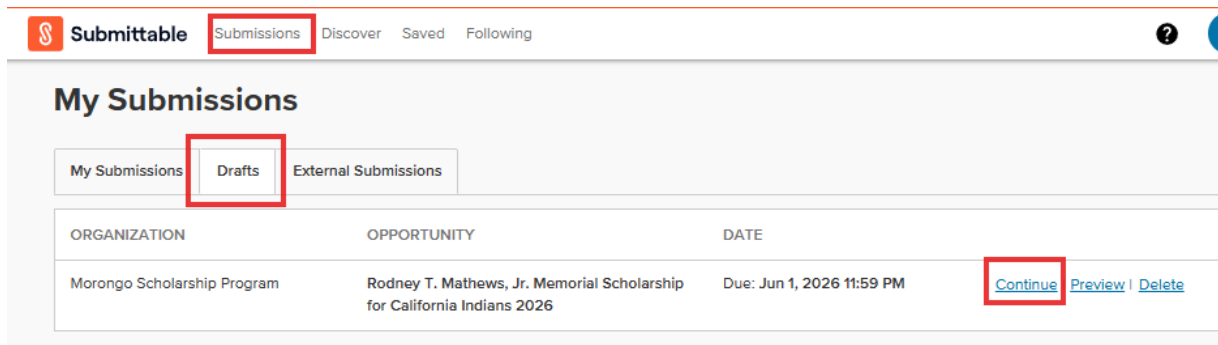 Submittable Submissions Discover Saved Following ?
My Submissions
My Submissions Drafts External Submissions
ORGANIZATION OPPORTUNITY DATE
Morongo Scholarship Program Rodney T. Mathews, Jr. Memorial Scholarship Due: Jun 1, 2026 11:59 PM Continue Preview | Delete
for California Indians 2026